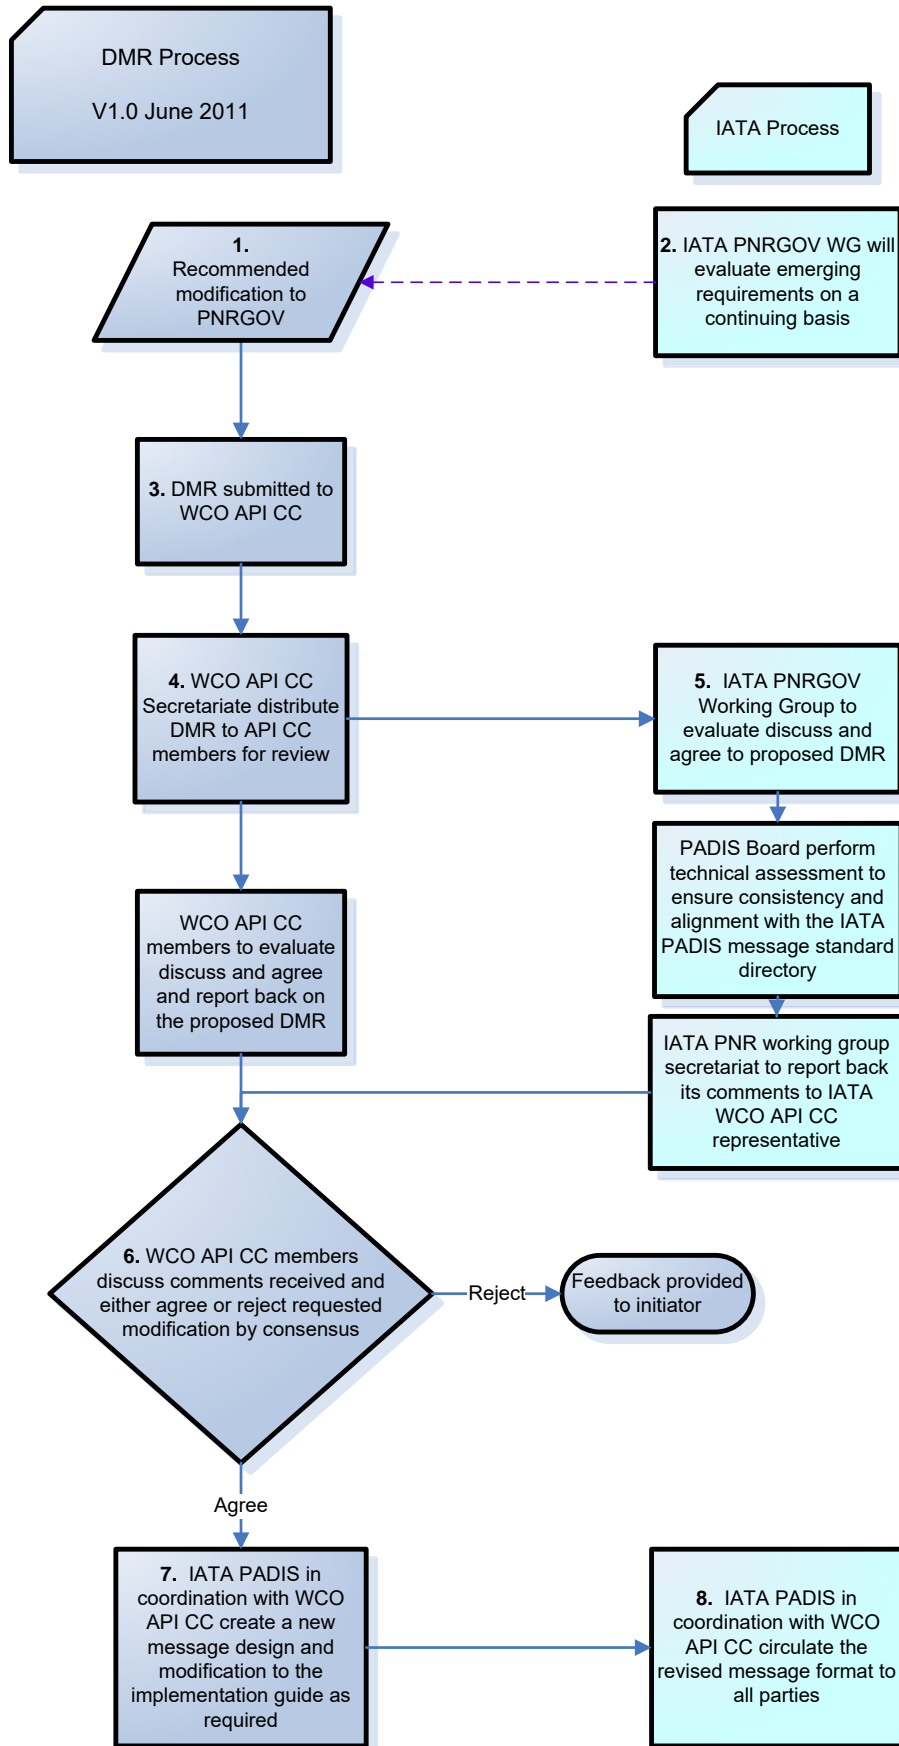 DMR Process
V1.0 June 2011
IATA Process
1.
Recommended
modification to
PNRGOV
2. IATA PNRGOV WG will
evaluate emerging
requirements on a
continuing basis
3. DMR submitted to
WCO API CC
4. WCO API CC
Secretariate distribute
DMR to API CC
members for review
5. IATA PNRGOV
Working Group to
evaluate discuss and
agree to proposed DMR
PADIS Board perform
technical assessment to
ensure consistency and
alignment with the IATA
PADIS message standard
directory
WCO API CC
members to evaluate
discuss and agree
and report back on
the proposed DMR
IATA PNR working group
secretariat to report back
its comments to IATA
WCO API CC
representative
6. WCO API CC members
discuss comments received and
either agree or reject requested
modification by consensus
Reject
Feedback provided
to initiator
Agree
7. IATA PADIS in
coordination with WCO
API CC create a new
message design and
modification to the
implementation guide as
required
8. IATA PADIS in
coordination with WCO
API CC circulate the
revised message format to
all parties